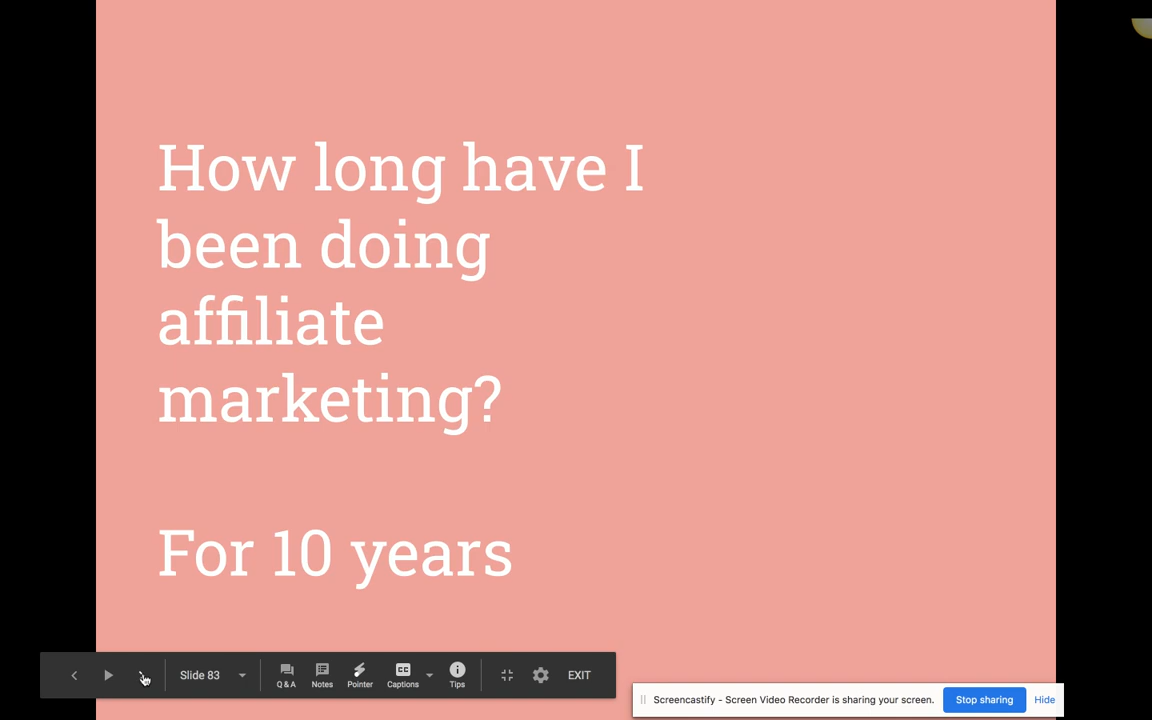 How long have I
been doing
affiliate
marketing?
For 10 years
Slide 83
Q & A
Notes
Pointer
CC
Captions
Tips
EXIT
Screencastify - Screen Video Recorder is sharing your screen.
Stop sharing
Hide